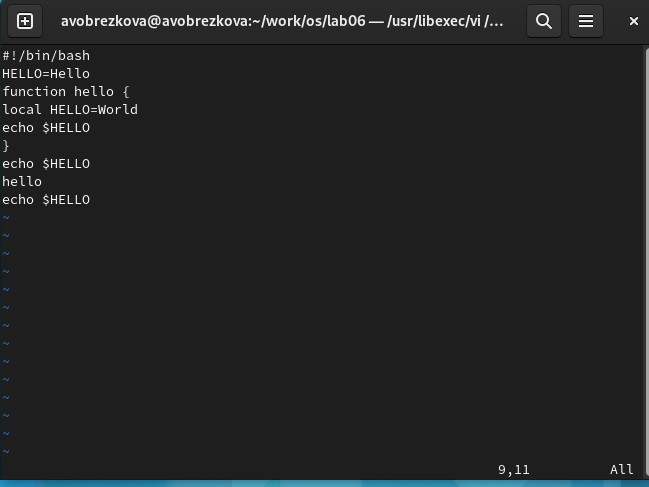 avobrezkova@avobrezkova:~/work/os/lab06 — /usr/libexec/vi /...
#!/bin/bash
HELLO=Hello
function hello {
local HELLO=World
echo $HELLO
}
echo $HELLO
hello
echo $HELLO
~
~
~
~
~
~
~
~
~
~
~
~
~
~
9,11 All